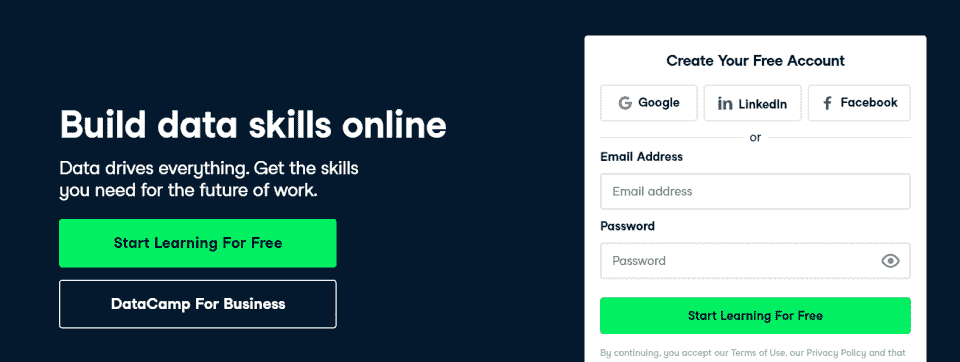 Build data skills online
Data drives everything. Get the skills
you need for the future of work.
Start Learning For Free
DataCamp For Business
Create Your Free Account
Google
LinkedIn
Facebook
or
Email Address
Email address
Password
Password
Start Learning For Free
By continuing, you accept our Terms of Use, our Privacy Policy and that